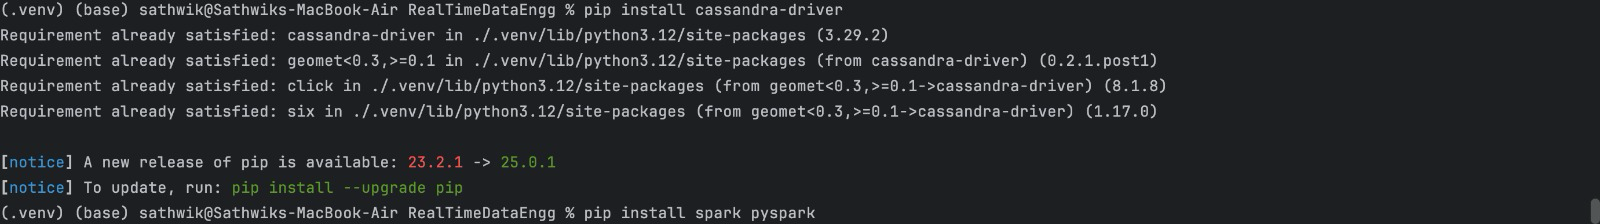 (.venv) (base) sathwik@Sathwiks-MacBook-Air RealTimeDataEngg % pip install cassandra-driver
Requirement already satisfied: cassandra-driver in ./.venv/lib/python3.12/site-packages (3.29.2)
Requirement already satisfied: geomet<0.3,>=0.1 in ./.venv/lib/python3.12/site-packages (from cassandra-driver) (0.2.1.post1)
Requirement already satisfied: click in ./.venv/lib/python3.12/site-packages (from geomet<0.3,>=0.1->cassandra-driver) (8.1.8)
Requirement already satisfied: six in ./.venv/lib/python3.12/site-packages (from geomet<0.3,>=0.1->cassandra-driver) (1.17.0)
[notice] A new release of pip is available: 23.2.1 -> 25.0.1
[notice] To update, run: pip install --upgrade pip
(.venv) (base) sathwik@Sathwiks-MacBook-Air RealTimeDataEngg % pip install spark pyspark